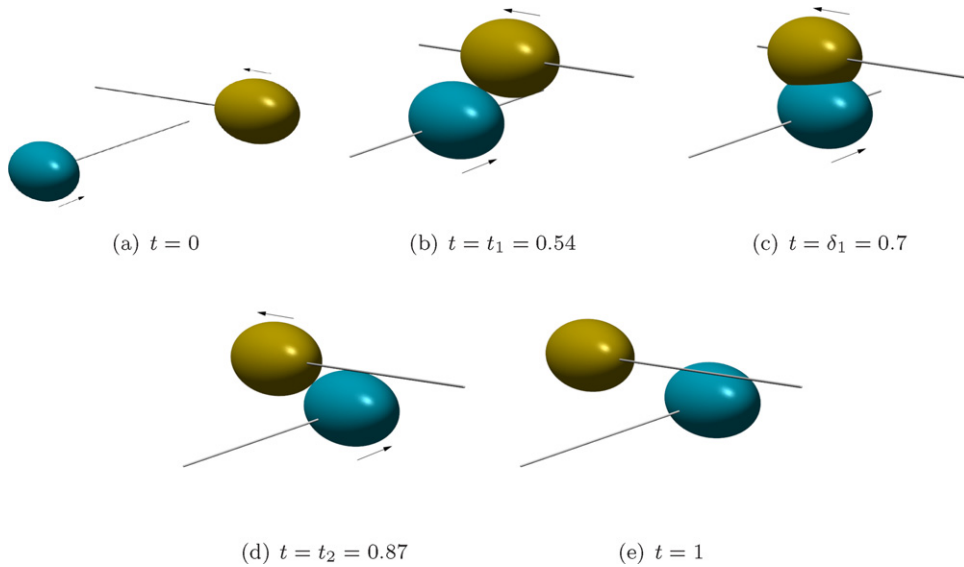 (a) t = 0
(b) t = t₁ = 0.54
(c) t = δ₁ = 0.7
(d) t = t₂ = 0.87
(e) t = 1